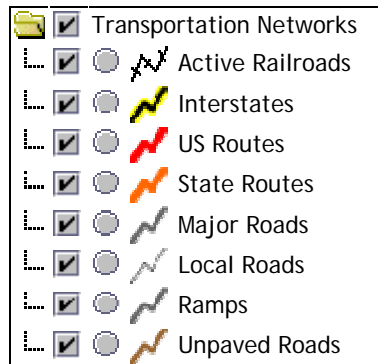 Transportation Networks
Active Railroads
Interstates
US Routes
State Routes
Major Roads
Local Roads
Ramps
Unpaved Roads